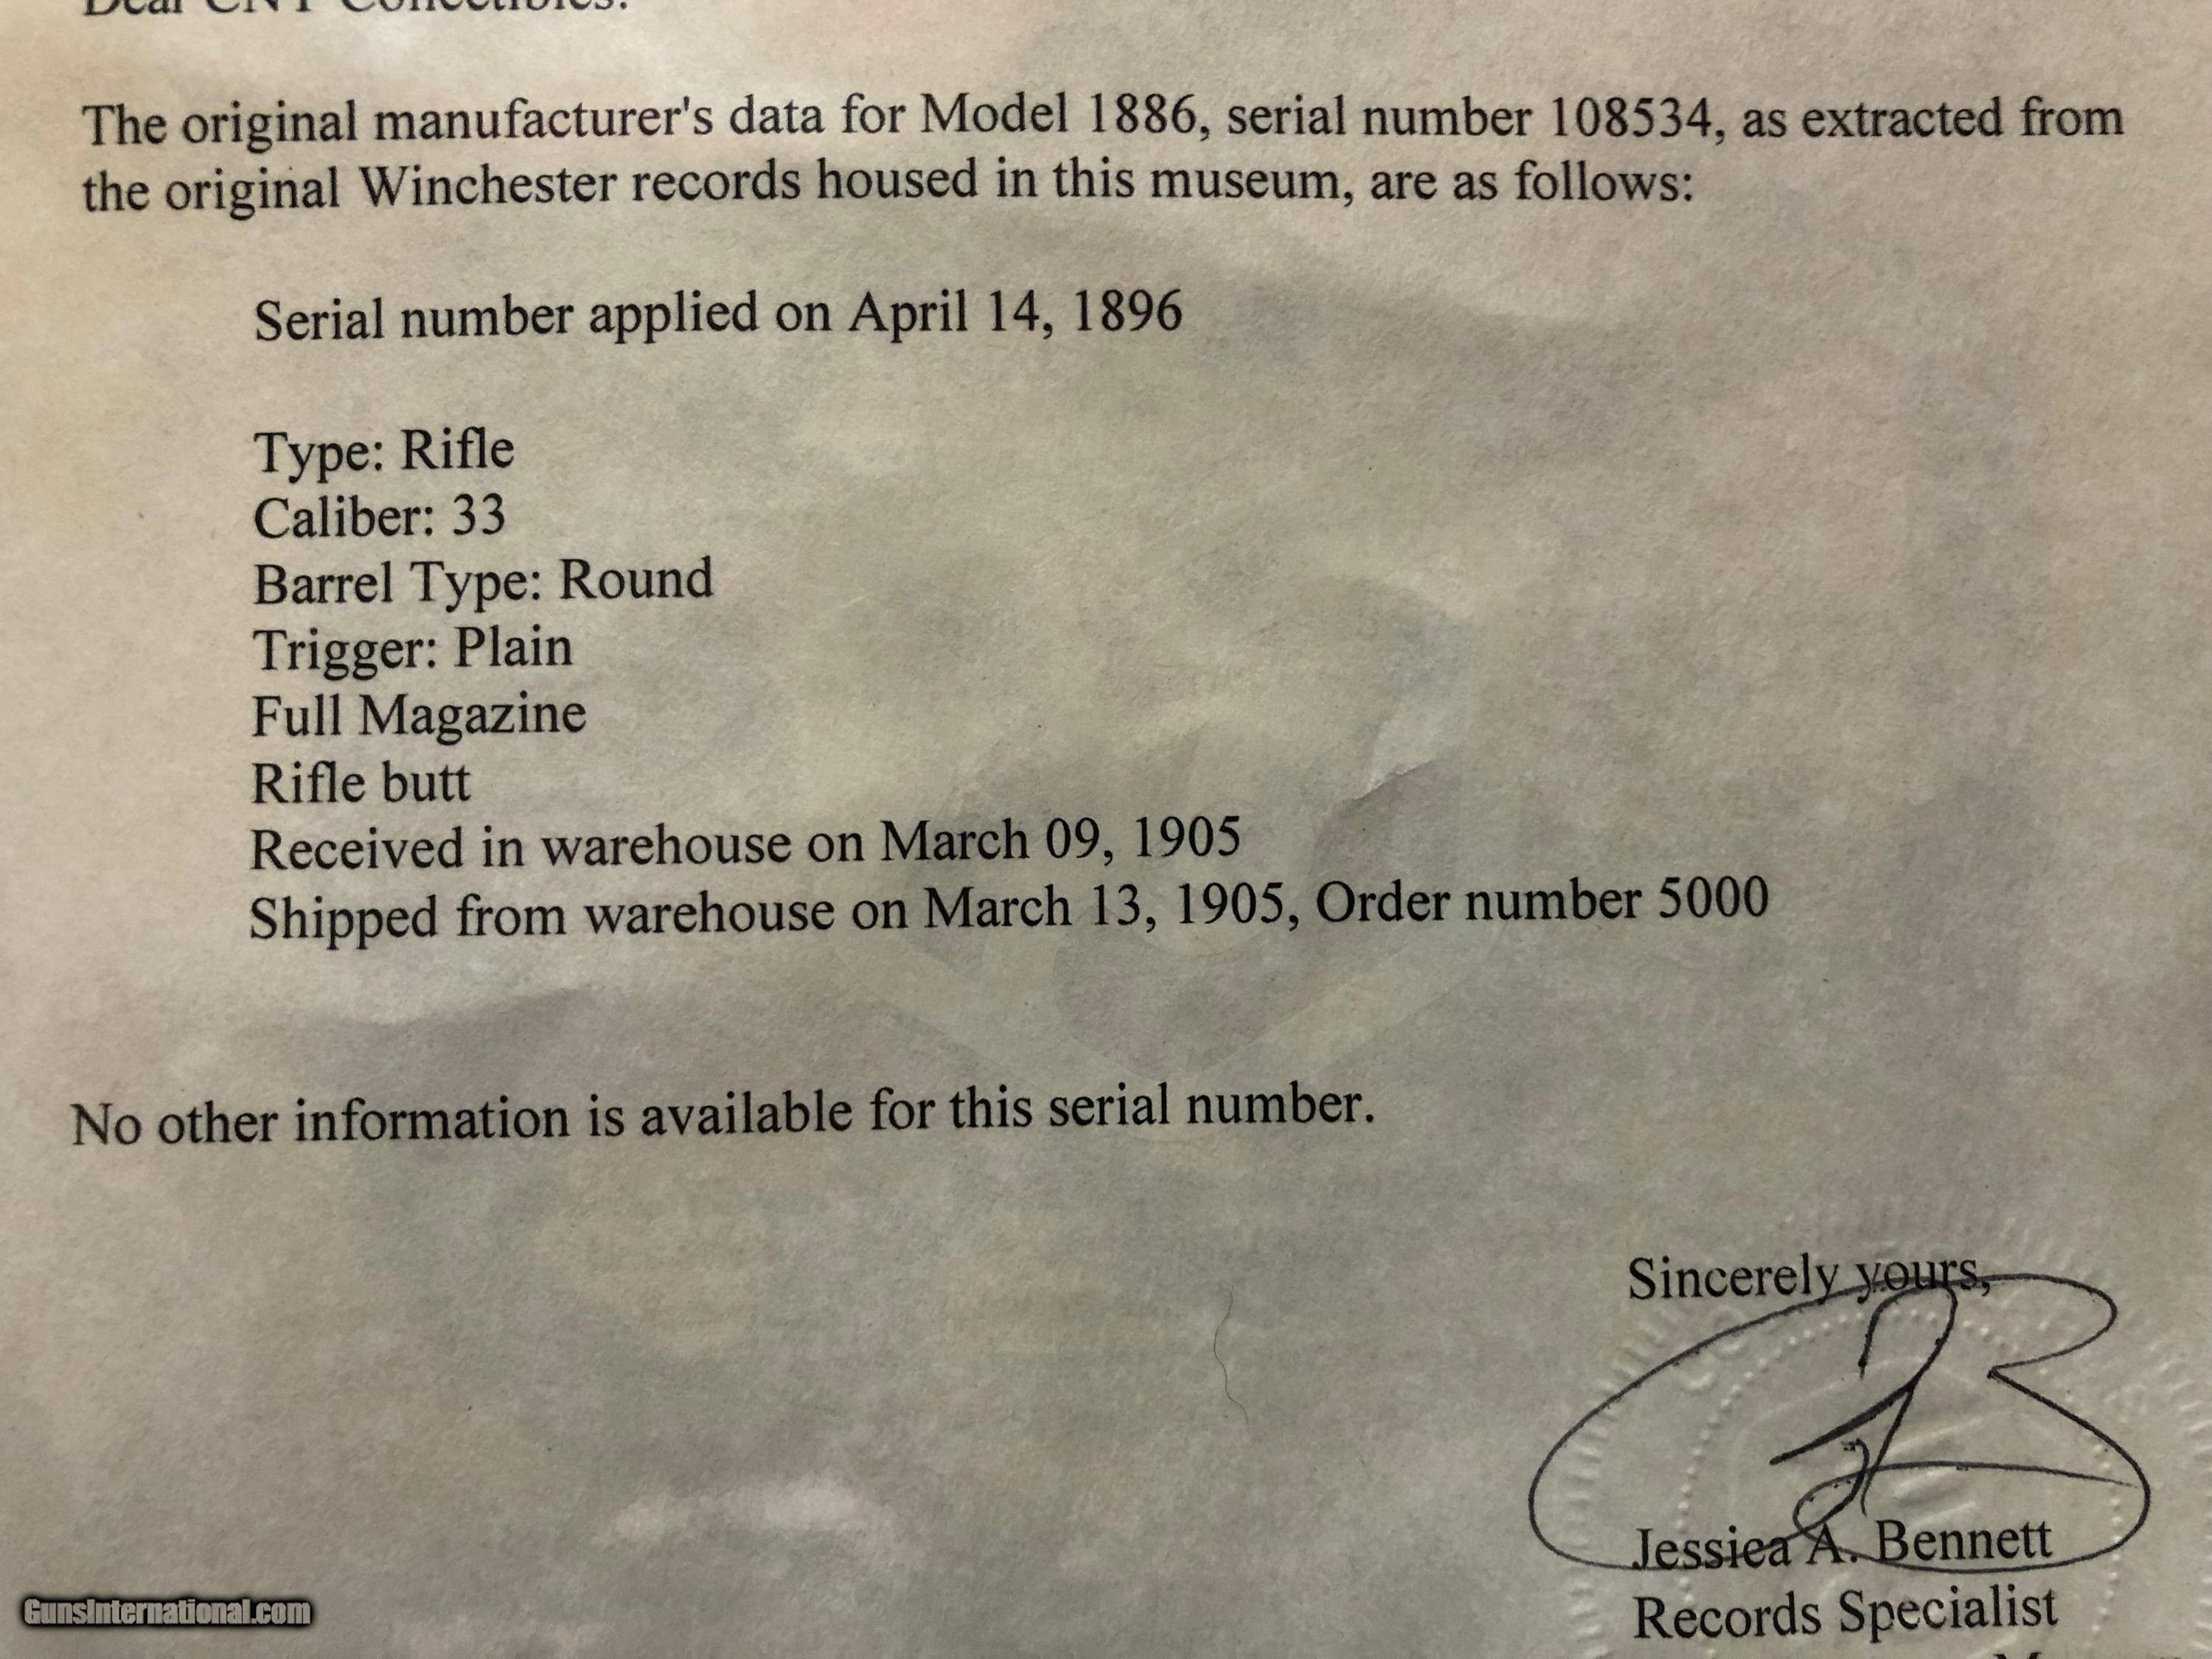 Dear CNY Collectibles:
The original manufacturer's data for Model 1886, serial number 108534, as extracted from
the original Winchester records housed in this museum, are as follows:
Serial number applied on April 14, 1896
Type: Rifle
Caliber: 33
Barrel Type: Round
Trigger: Plain
Full Magazine
Rifle butt
Received in warehouse on March 09, 1905
Shipped from warehouse on March 13, 1905, Order number 5000
No other information is available for this serial number.
Sincerely yours,
Jessica A. Bennett
Records Specialist
GunsInternational.com